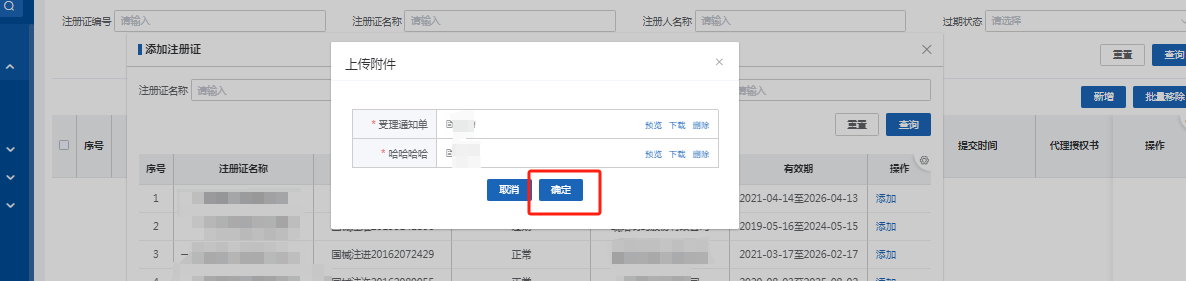 注册证编号 请输入 注册证名称 请输入 注册人名称 请输入 过期状态 请选择
添加注册证
上传附件
重置 查询
注册证名称 请输入
新增 批量移除
* 受理通知单 预览 下载 删除
重置 查询
序号 提交时间 代理授权书 操作
* 哈哈哈哈 预览 下载 删除
序号 注册证名称 有效期 操作
取消 确定
1 2021-04-14至2026-04-13 添加
2 2019-05-16至2024-05-15 添加
3 国械注进20162072429 正常 2021-03-17至2026-02-17 添加
4 正常 添加